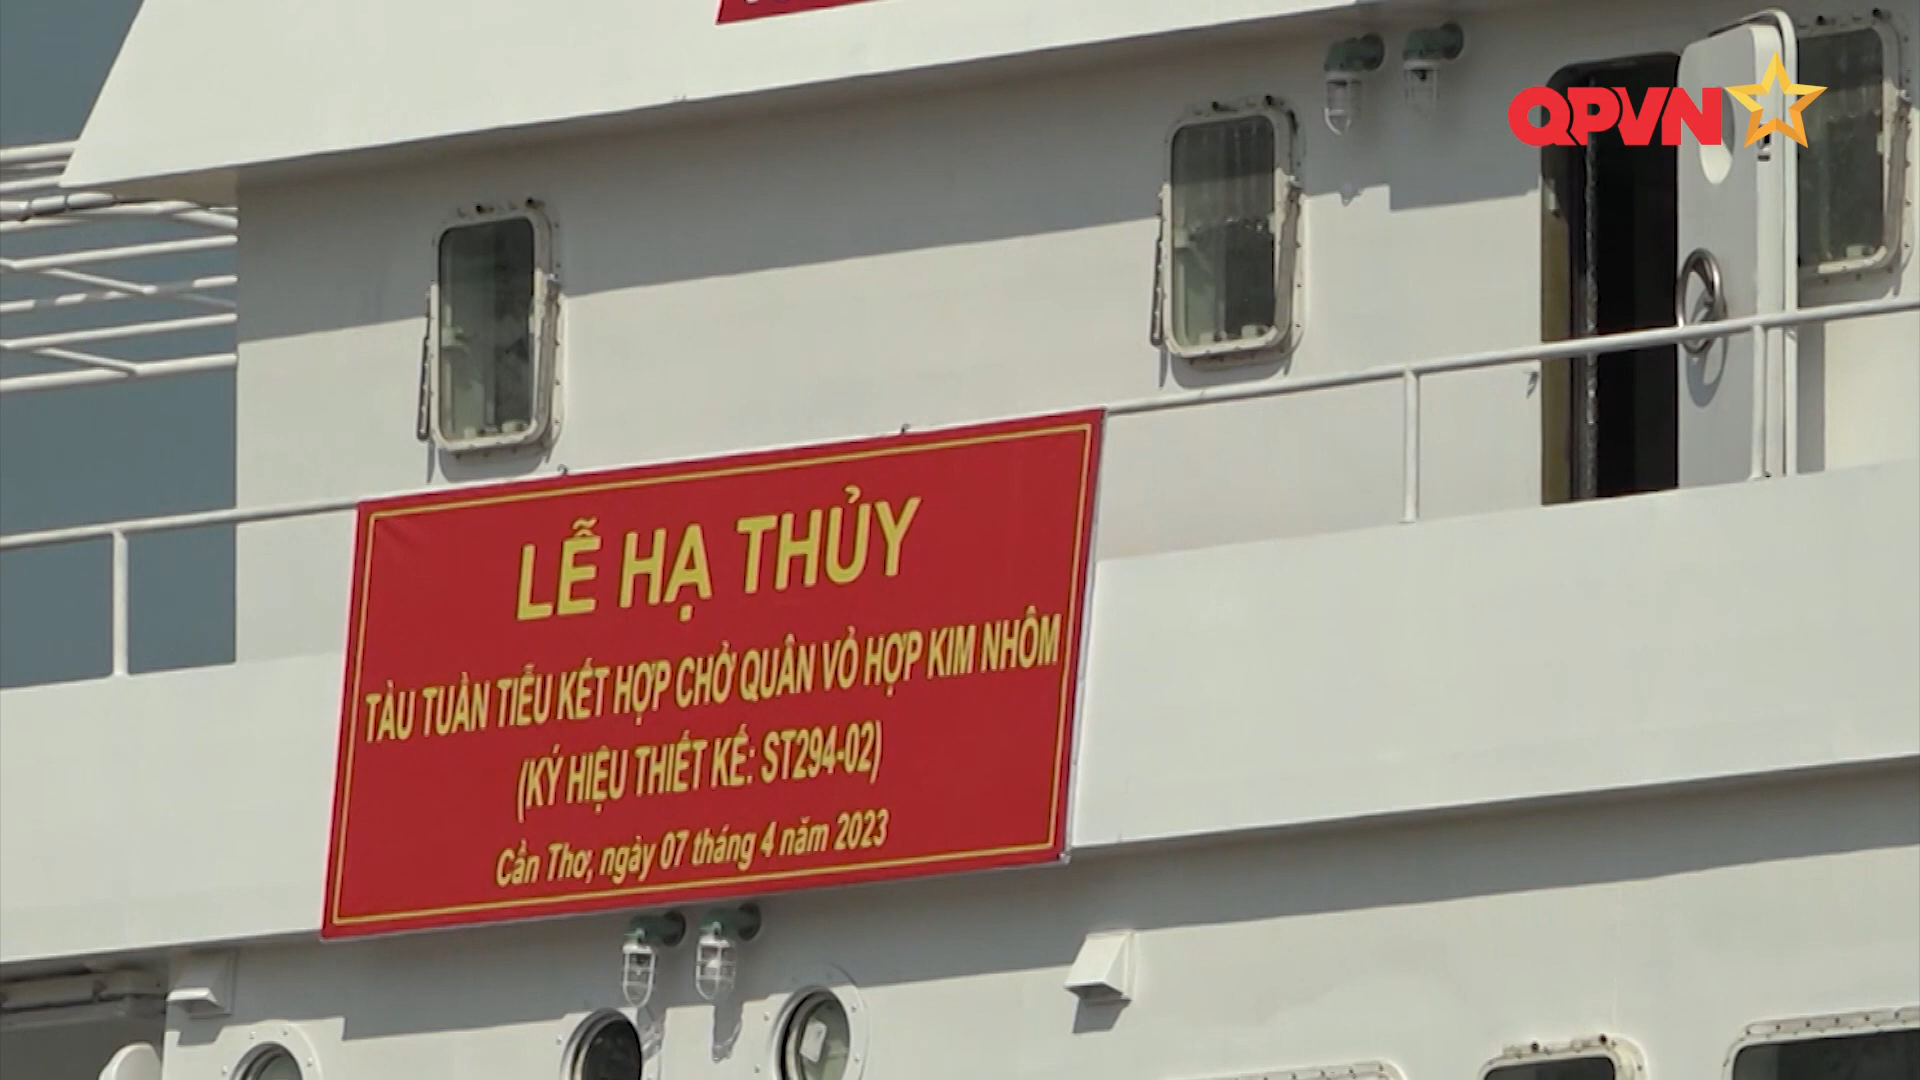 QPVN
LỄ HẠ THỦY
TÀU TUẦN TIỄU KẾT HỢP CHỞ QUÂN VỎ HỢP KIM NHÔM
(KÝ HIỆU THIẾT KẾ: ST294-02)
Cần Thơ, ngày 07 tháng 4 năm 2023